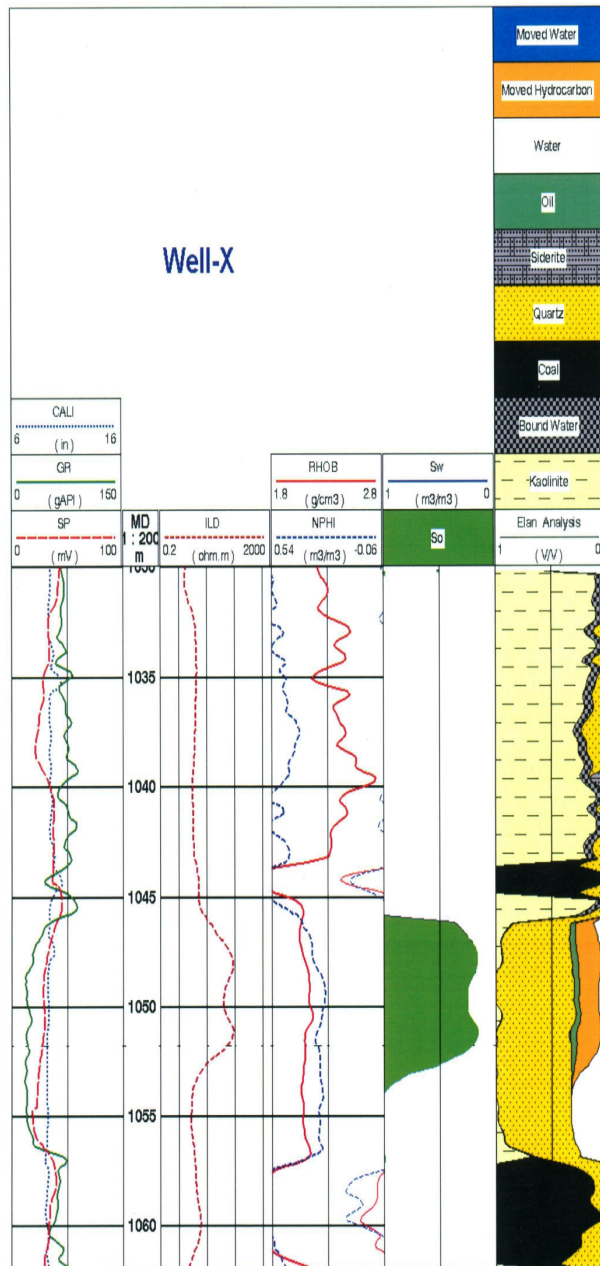 Moved Water
Moved Hydrocarbon
Water
Oil
Siderite
Quartz
Coal
Bound Water
Kaolinite
Well-X
CALI
6 (in) 16
GR
0 (gAPI) 150
SP
0 (mV) 100
MD
1 : 200
m
ILD
0.2 (ohm.m) 2000
RHOB
1.8 (g/cm3) 2.8
NPHI
0.54 (m3/m3) -0.06
Sw
1 (m3/m3) 0
So
Elan Analysis
1 (V/V) 0
1030
1035
1040
1045
1050
1055
1060